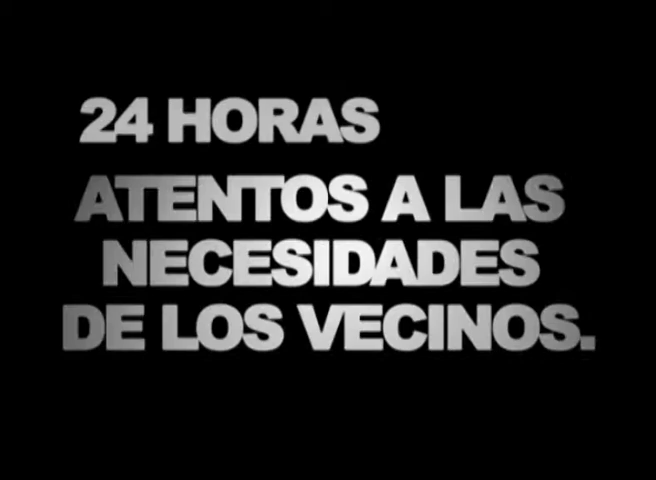 24 HORAS
ATENTOS A LAS
NECESIDADES
DE LOS VECINOS.